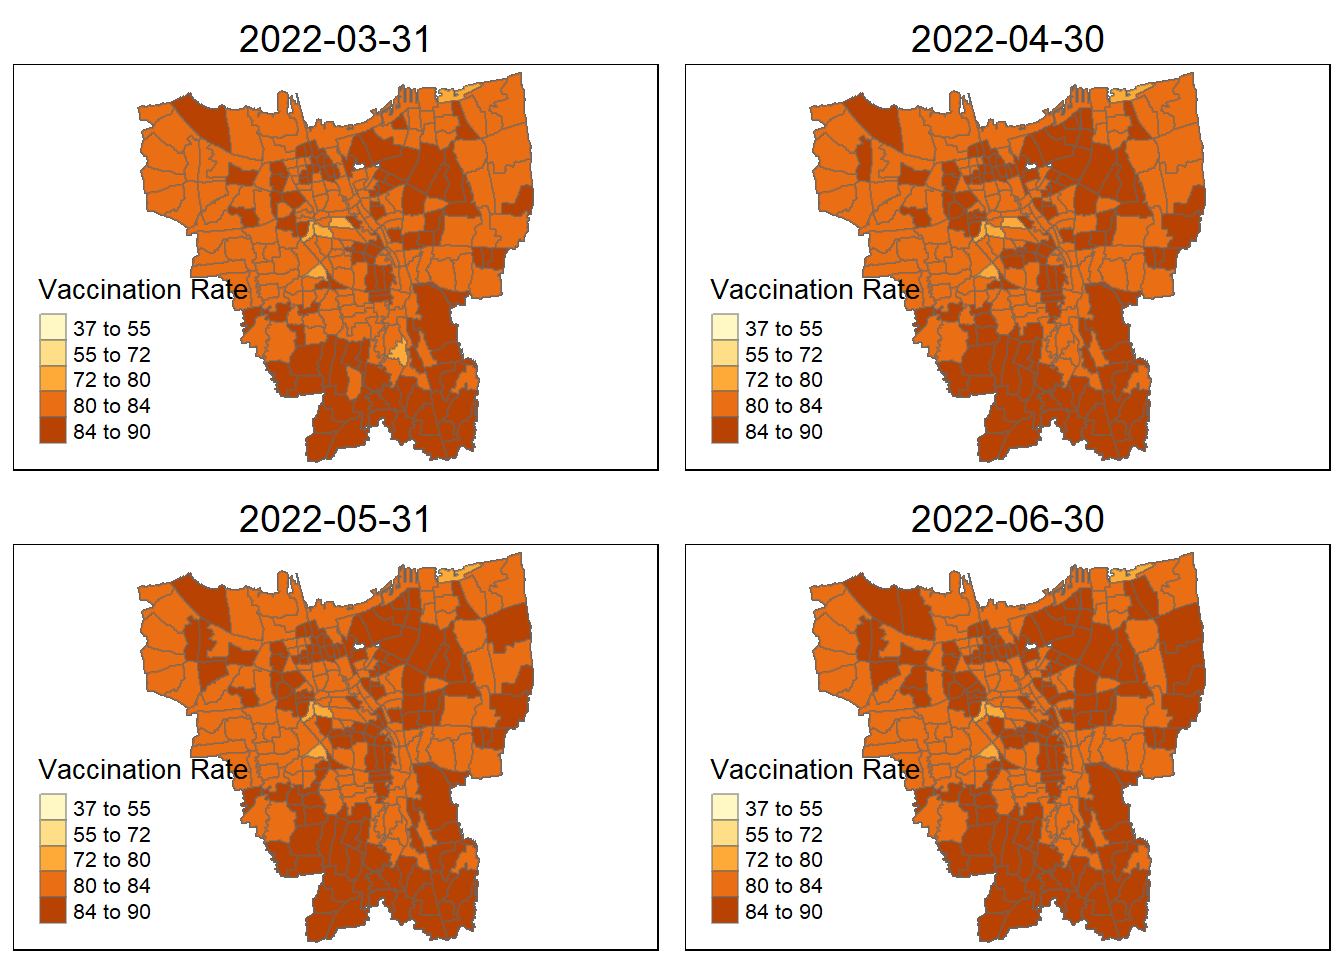 2022-03-31
Vaccination Rate
37 to 55
55 to 72
72 to 80
80 to 84
84 to 90
2022-04-30
Vaccination Rate
37 to 55
55 to 72
72 to 80
80 to 84
84 to 90
2022-05-31
Vaccination Rate
37 to 55
55 to 72
72 to 80
80 to 84
84 to 90
2022-06-30
Vaccination Rate
37 to 55
55 to 72
72 to 80
80 to 84
84 to 90